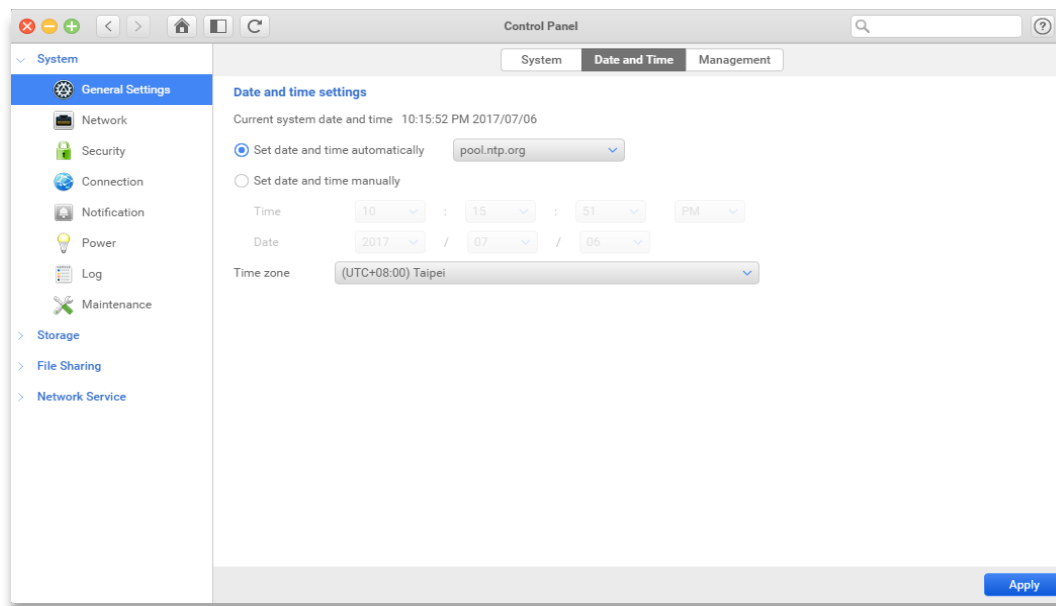 Control Panel
?
System
General Settings
Network
Security
Connection
Notification
Power
Log
Maintenance
Storage
File Sharing
Network Service
System Date and Time Management
Date and time settings
Current system date and time 10:15:52 PM 2017/07/06
Set date and time automatically pool.ntp.org
Set date and time manually
Time 10 : 15 : 51 PM
Date 2017 / 07 / 06
Time zone (UTC+08:00) Taipei
Apply